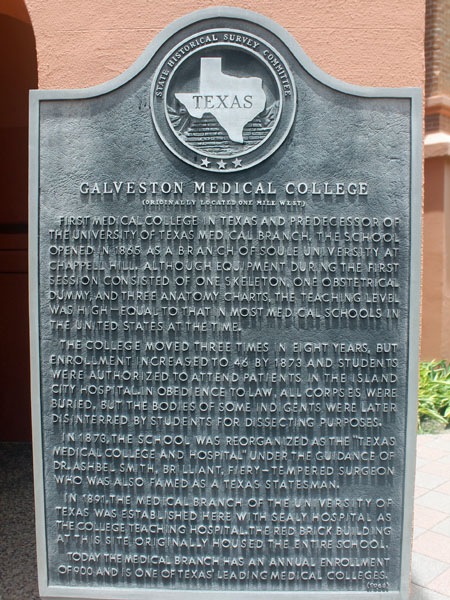 STATE HISTORICAL SURVEY COMMITTEE
TEXAS
GALVESTON MEDICAL COLLEGE
(ORIGINALLY LOCATED ONE MILE WEST)
FIRST MEDICAL COLLEGE IN TEXAS AND PREDECESSOR OF
THE UNIVERSITY OF TEXAS MEDICAL BRANCH, THE SCHOOL
OPENED IN 1865 AS A BRANCH OF SOULE UNIVERSITY AT
CHAPPELL HILL. ALTHOUGH EQUIPMENT DURING THE FIRST
SESSION CONSISTED OF ONE SKELETON, ONE OBSTETRICAL
DUMMY, AND THREE ANATOMY CHARTS, THE TEACHING LEVEL
WAS HIGH-EQUAL TO THAT IN MOST MEDICAL SCHOOLS IN
THE UNITED STATES AT THE TIME.
THE COLLEGE MOVED THREE TIMES IN EIGHT YEARS, BUT
ENROLLMENT INCREASED TO 46 BY 1873 AND STUDENTS
WERE AUTHORIZED TO ATTEND PATIENTS IN THE ISLAND
CITY HOSPITAL. IN OBEDIENCE TO LAW, ALL CORPSES WERE
BURIED, BUT THE BODIES OF SOME INDIGENTS WERE LATER
DISINTERRED BY STUDENTS FOR DISSECTING PURPOSES.
IN 1873, THE SCHOOL WAS REORGANIZED AS THE "TEXAS
MEDICAL COLLEGE AND HOSPITAL" UNDER THE GUIDANCE OF
DR. ASHBEL SMITH, BRILLIANT, FIERY-TEMPERED SURGEON
WHO WAS ALSO FAMED AS A TEXAS STATESMAN.
IN 1891, THE MEDICAL BRANCH OF THE UNIVERSITY OF
TEXAS WAS ESTABLISHED HERE WITH SEALY HOSPITAL AS
THE COLLEGE TEACHING HOSPITAL. THE RED BRICK BUILDING
AT THIS SITE ORIGINALLY HOUSED THE ENTIRE SCHOOL.
TODAY THE MEDICAL BRANCH HAS AN ANNUAL ENROLLMENT
OF 900 AND IS ONE OF TEXAS' LEADING MEDICAL COLLEGES.